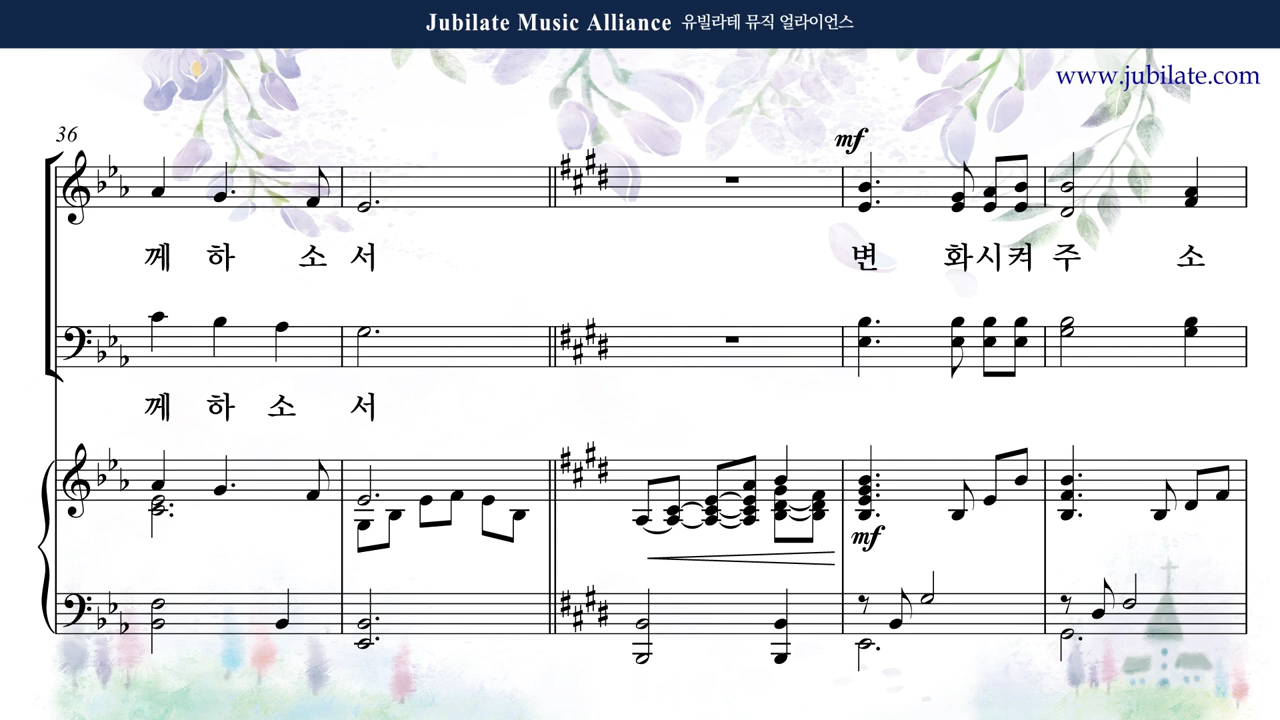 Jubilate Music Alliance 유빌라테 뮤직 얼라이언스
www.jubilate.com
36
mf
께 하 소 서 변 화 시 켜 주 소
께 하 소 서
mf